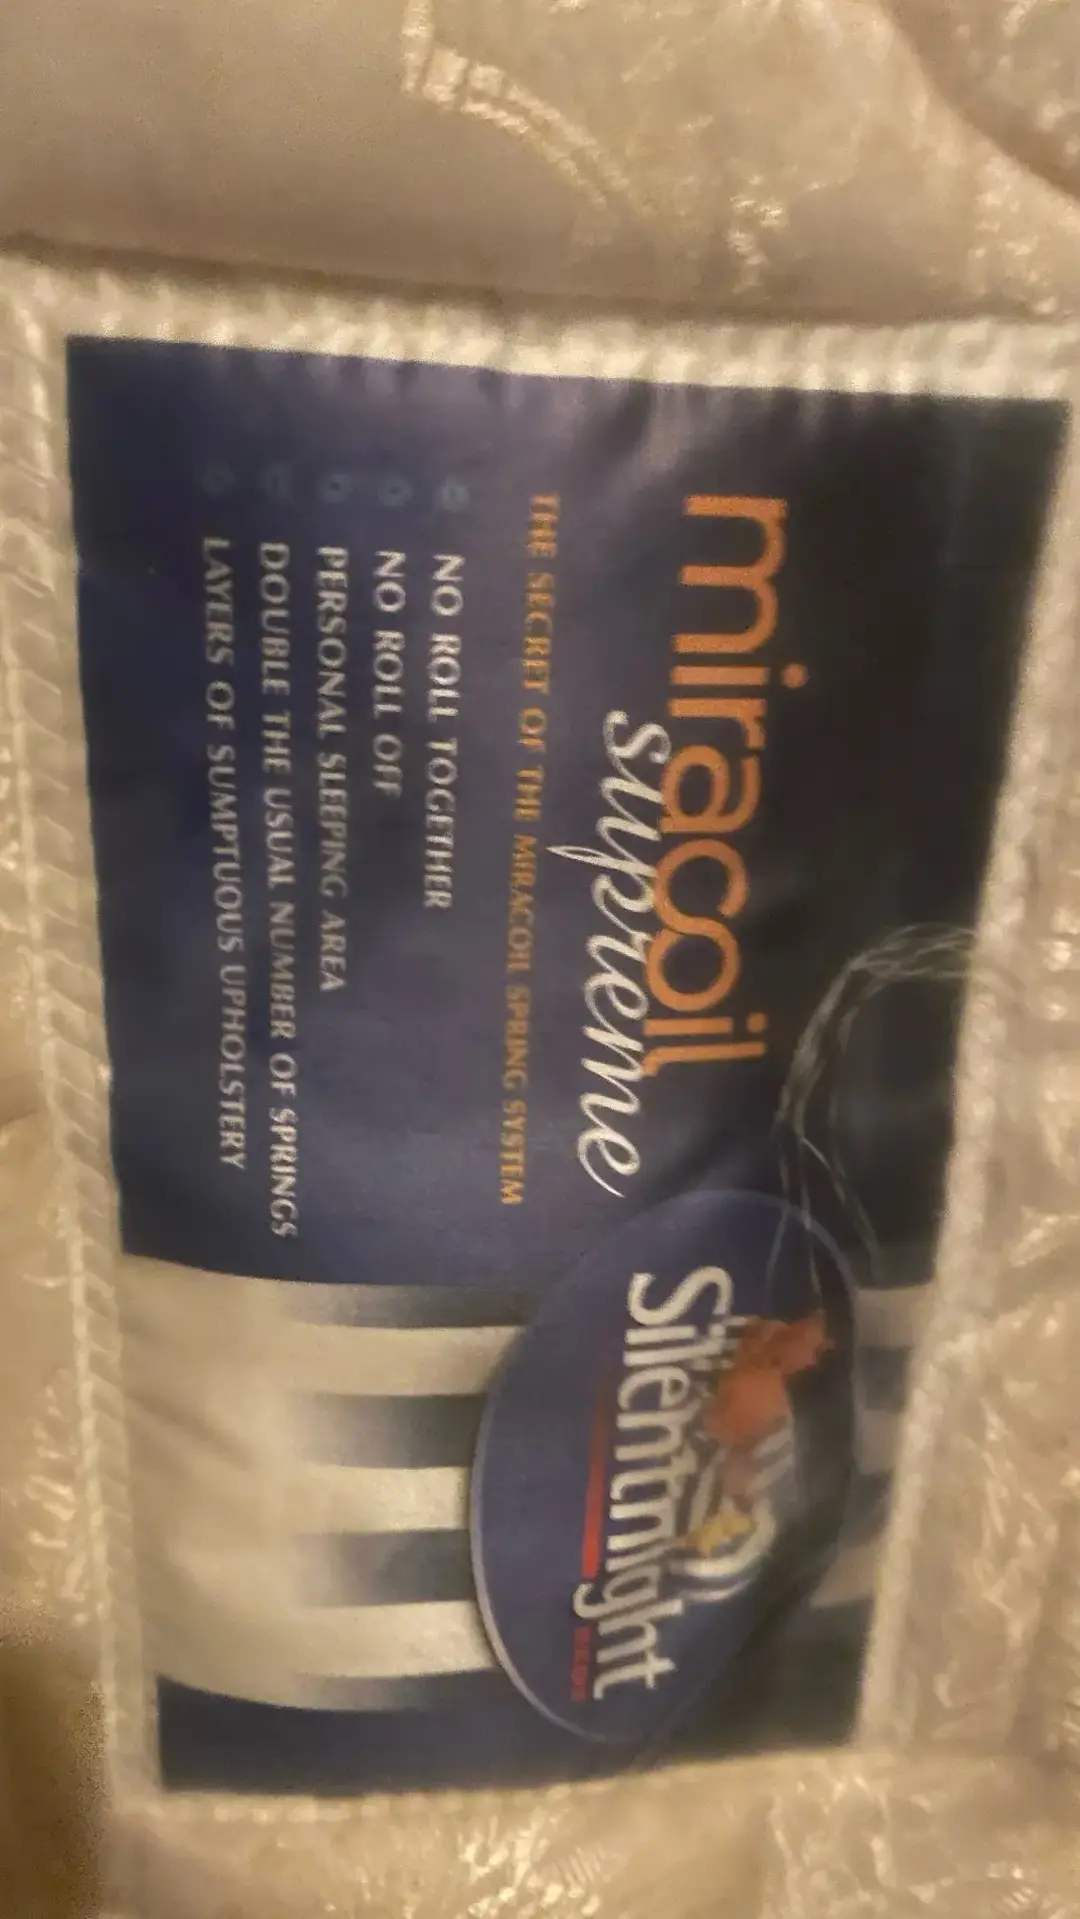 miracoil
supreme
Silentnight
THE SECRET OF THE MIRACOIL SPRING SYSTEM
NO ROLL TOGETHER
NO ROLL OFF
PERSONAL SLEEPING AREA
DOUBLE THE USUAL NUMBER OF SPRINGS
LAYERS OF SUMPTUOUS UPHOLSTERY